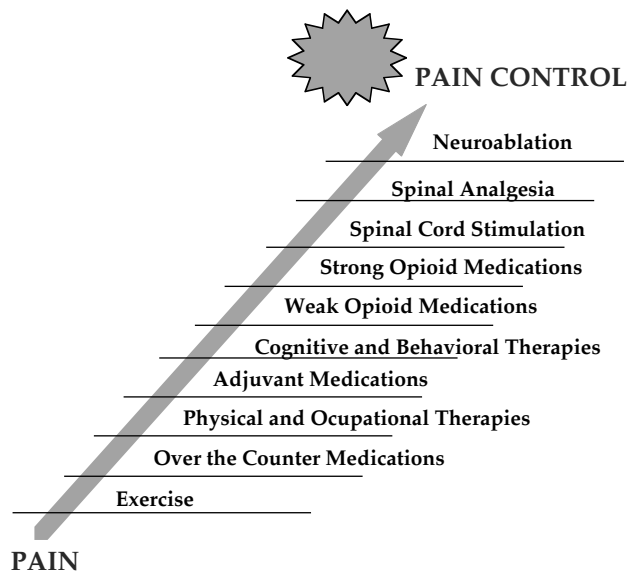 PAIN CONTROL
Neuroablation
Spinal Analgesia
Spinal Cord Stimulation
Strong Opioid Medications
Weak Opioid Medications
Cognitive and Behavioral Therapies
Adjuvant Medications
Physical and Ocupational Therapies
Over the Counter Medications
Exercise
PAIN